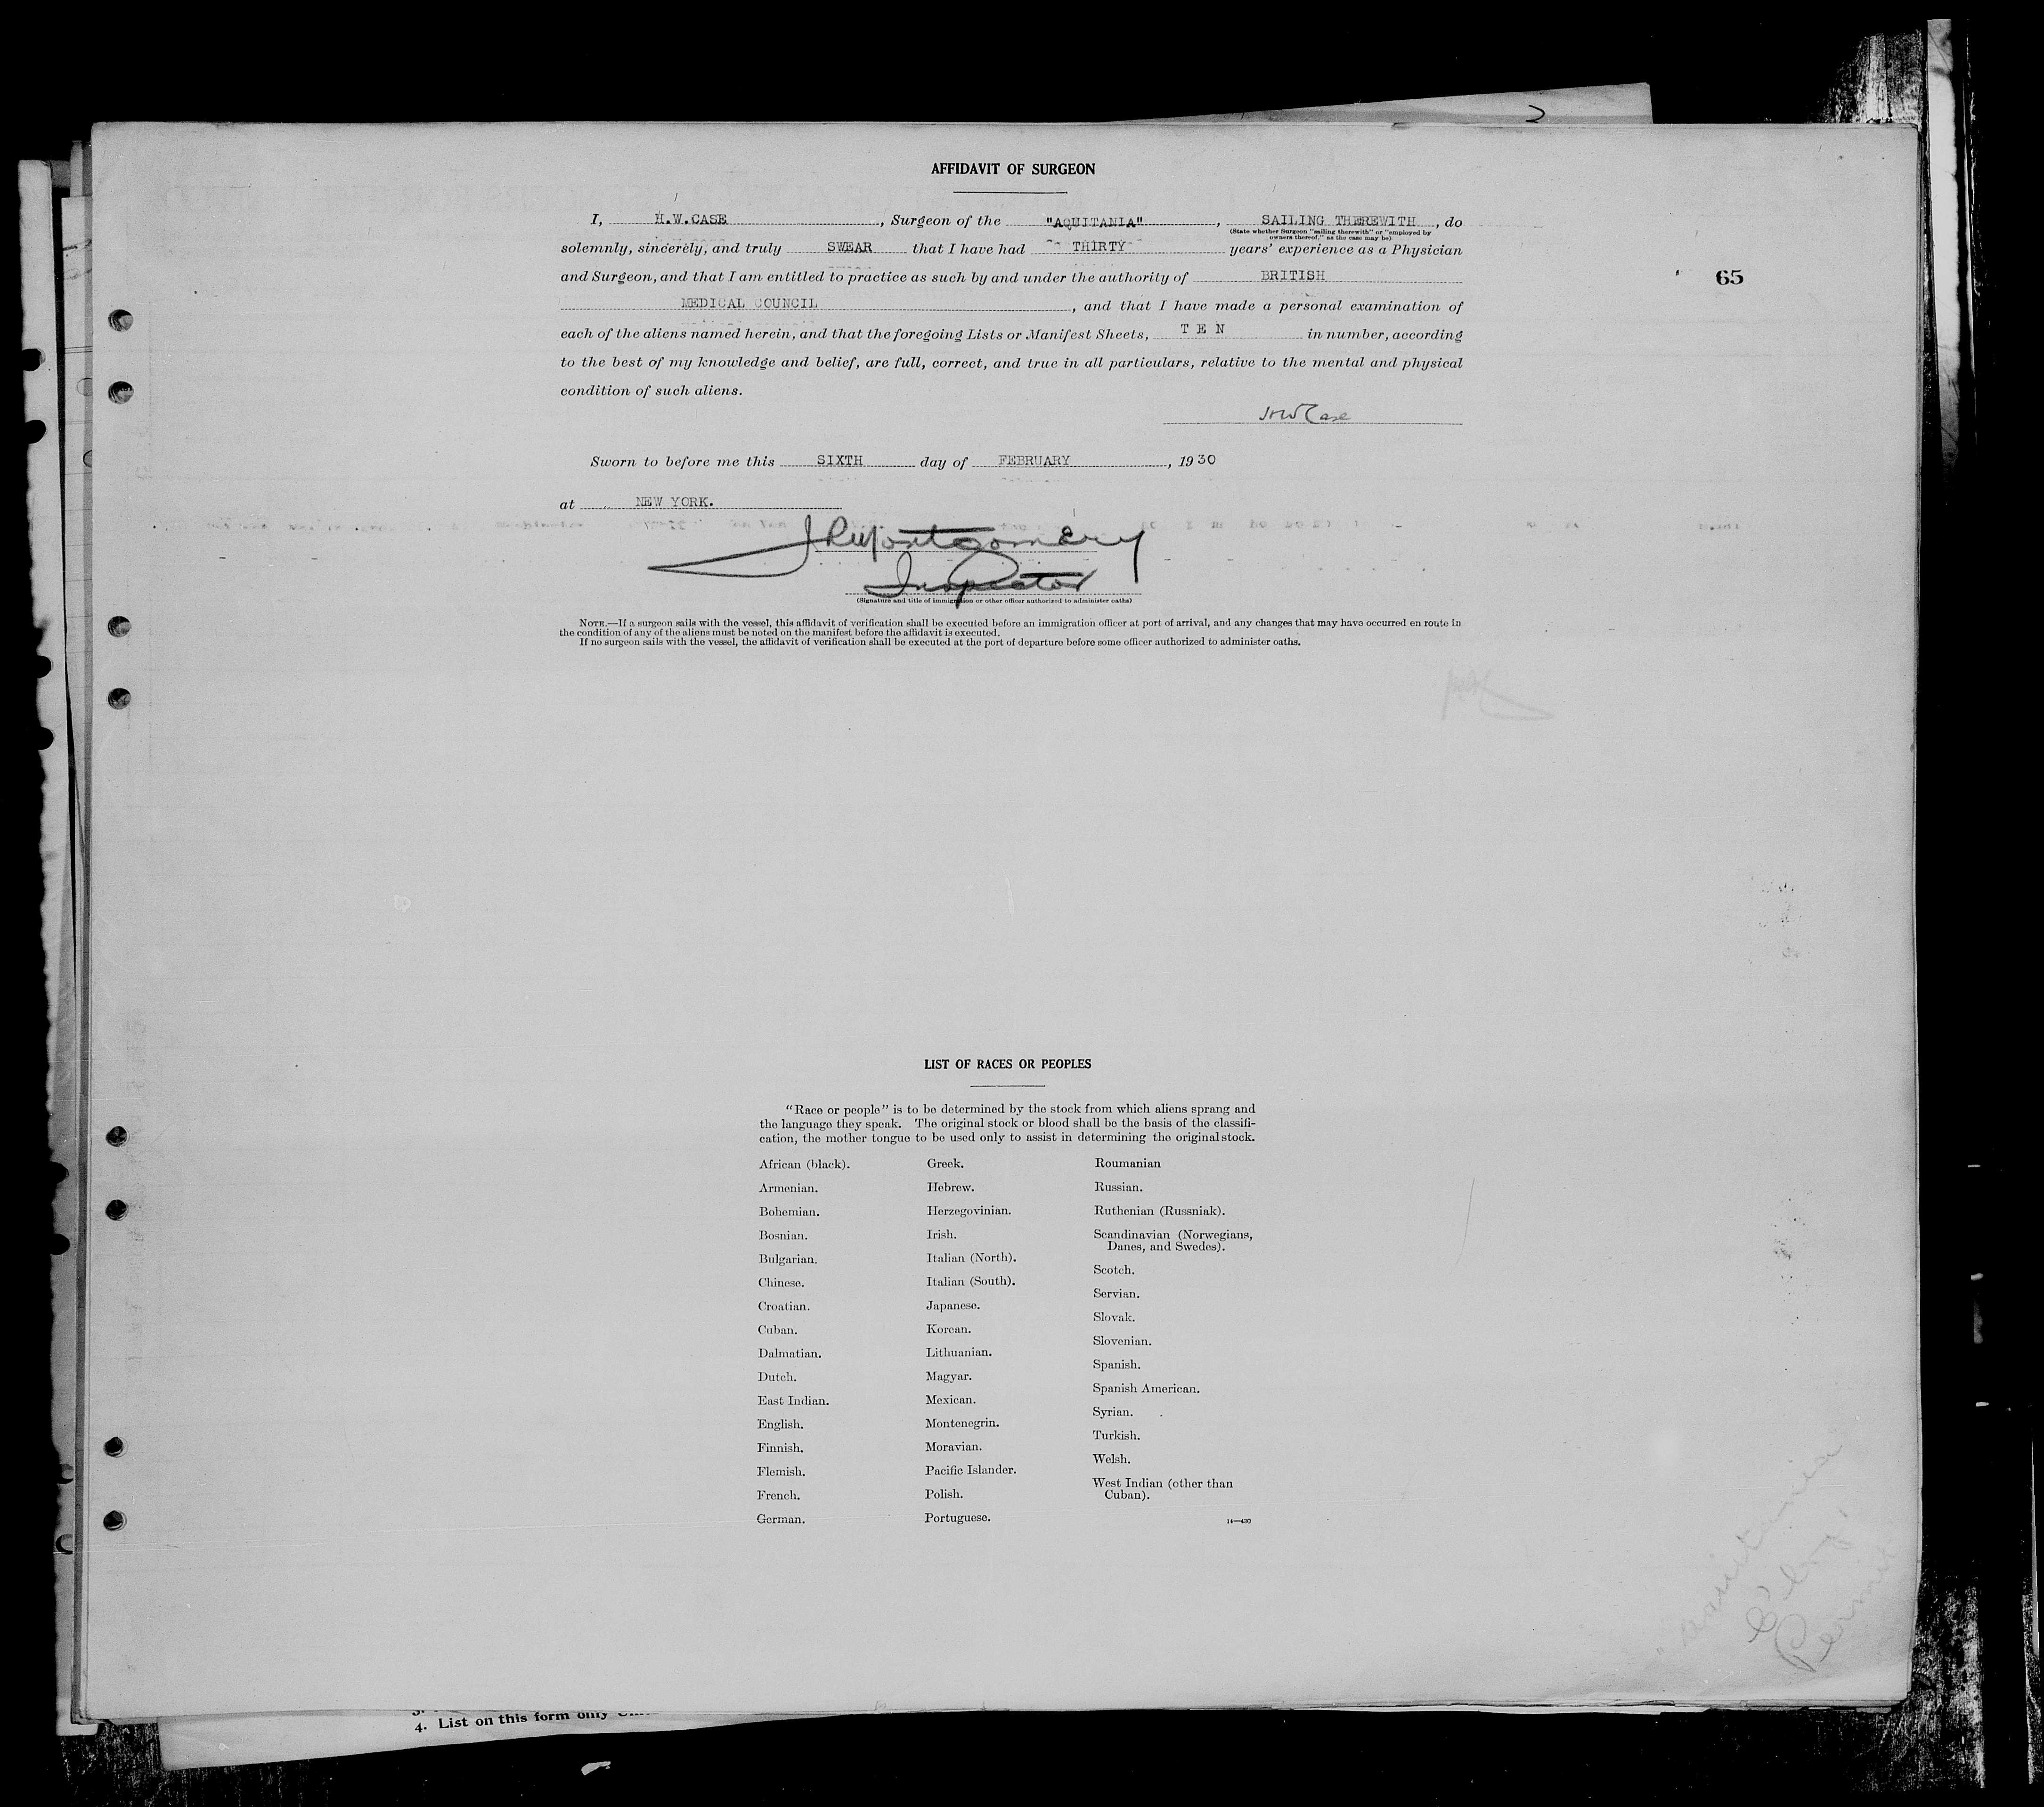 AFFIDAVIT OF SURGEON
I, H.W.CASE, Surgeon of the "AQUITANIA", SAILING THEREWITH, do
(State whether Surgeon "sailing therewith" or "employed by
owners thereof," as the case may be)
solemnly, sincerely, and truly SWEAR that I have had THIRTY years' experience as a Physician
and Surgeon, and that I am entitled to practice as such by and under the authority of BRITISH
65
MEDICAL COUNCIL, and that I have made a personal examination of
each of the aliens named herein, and that the foregoing Lists or Manifest Sheets, T E N in number, according
to the best of my knowledge and belief, are full, correct, and true in all particulars, relative to the mental and physical
condition of such aliens.
HW Case
Sworn to before me this SIXTH day of FEBRUARY, 1930
at NEW YORK.
Montgomery
Inspector
(Signature and title of immigration or other officer authorized to administer oaths)
NOTE.—If a surgeon sails with the vessel, this affidavit of verification shall be executed before an immigration officer at port of arrival, and any changes that may have occurred en route in
the condition of any of the aliens must be noted on the manifest before the affidavit is executed.
If no surgeon sails with the vessel, the affidavit of verification shall be executed at the port of departure before some officer authorized to administer oaths.
LIST OF RACES OR PEOPLES
"Race or people" is to be determined by the stock from which aliens sprang and
the language they speak. The original stock or blood shall be the basis of the classifi-
cation, the mother tongue to be used only to assist in determining the original stock.
African (black).
Armenian.
Bohemian.
Bosnian.
Bulgarian.
Chinese.
Croatian.
Cuban.
Dalmatian.
Dutch.
East Indian.
English.
Finnish.
Flemish.
French.
German.
Greek.
Hebrew.
Herzegovinian.
Irish.
Italian (North).
Italian (South).
Japanese.
Korean.
Lithuanian.
Magyar.
Mexican.
Montenegrin.
Moravian.
Pacific Islander.
Polish.
Portuguese.
Roumanian
Russian.
Ruthenian (Russniak).
Scandinavian (Norwegians,
Danes, and Swedes).
Scotch.
Servian.
Slovak.
Slovenian.
Spanish.
Spanish American.
Syrian.
Turkish.
Welsh.
West Indian (other than
Cuban).
14—430
4. List on this form only